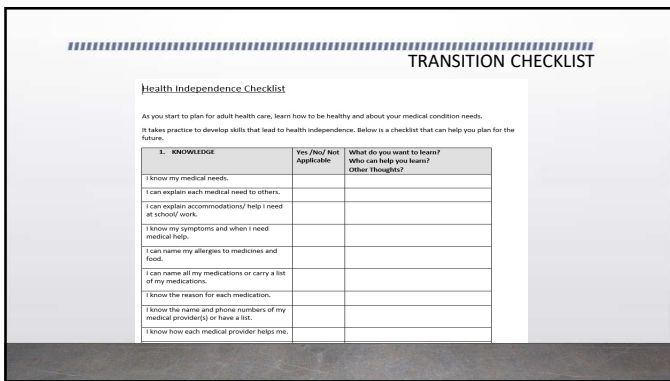 TRANSITION CHECKLIST
Health Independence Checklist
As you start to plan for adult health care, learn how to be healthy and about your medical condition needs.
It takes practice to develop skills that lead to health independence. Below is a checklist that can help you plan for the
future.
1. KNOWLEDGE
Yes /No/ Not
Applicable
What do you want to learn?
Who can help you learn?
Other Thoughts?
I know my medical needs.
I can explain each medical need to others.
I can explain accommodations/ help I need
at school/ work.
I know my symptoms and when I need
medical help.
I can name my allergies to medicines and
food.
I can name all my medications or carry a list
of my medications.
I know the reason for each medication.
I know the name and phone numbers of my
medical provider(s) or have a list.
I know how each medical provider helps me.